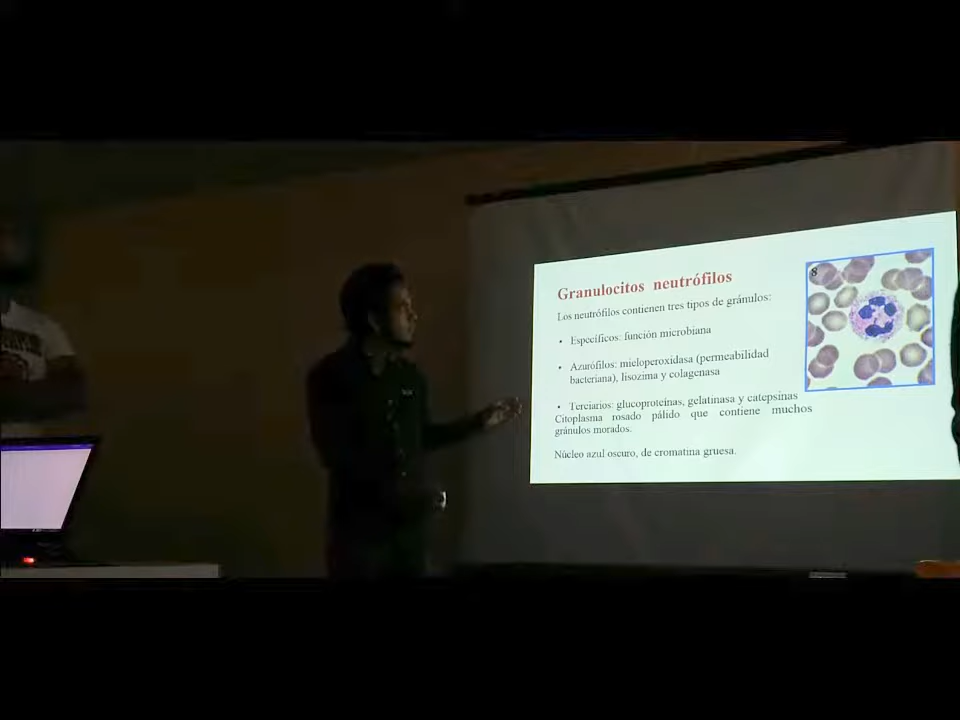 Granulocitos neutrófilos
Los neutrófilos contienen tres tipos de gránulos:
• Específicos: función microbiana
• Azurófilos: micloperoxidasa (permeabilidad
bacteriana), lisozima y colagenasa
• Terciarios: glucoproteínas, gelatinasa y catepsinas
Citoplasma rosado pálido que contiene muchos
gránulos morados.
Núcleo azul oscuro, de cromatina gruesa.
8